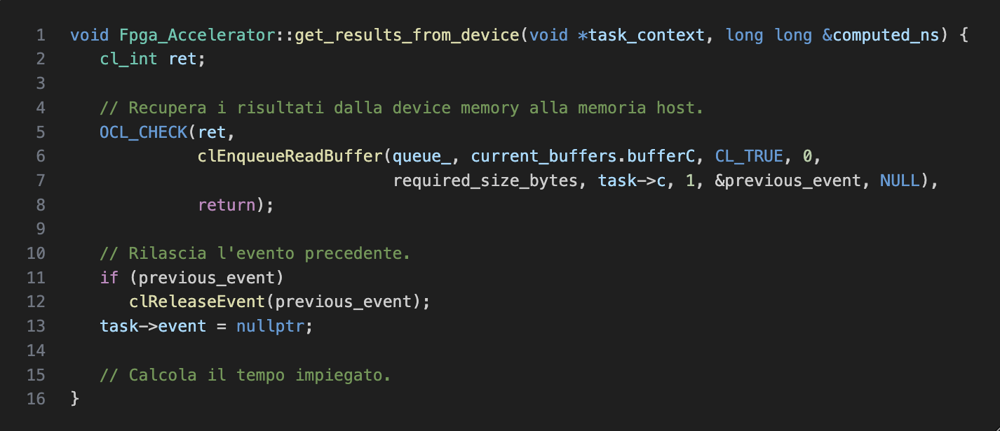 1 void Fpga_Accelerator::get_results_from_device(void *task_context, long long &computed_ns) {
2    cl_int ret;
3
4    // Recupera i risultati dalla device memory alla memoria host.
5    OCL_CHECK(ret,
6              clEnqueueReadBuffer(queue_, current_buffers.bufferC, CL_TRUE, 0,
7                                  required_size_bytes, task->c, 1, &previous_event, NULL),
8              return);
9
10    // Rilascia l'evento precedente.
11    if (previous_event)
12       clReleaseEvent(previous_event);
13    task->event = nullptr;
14
15    // Calcola il tempo impiegato.
16 }